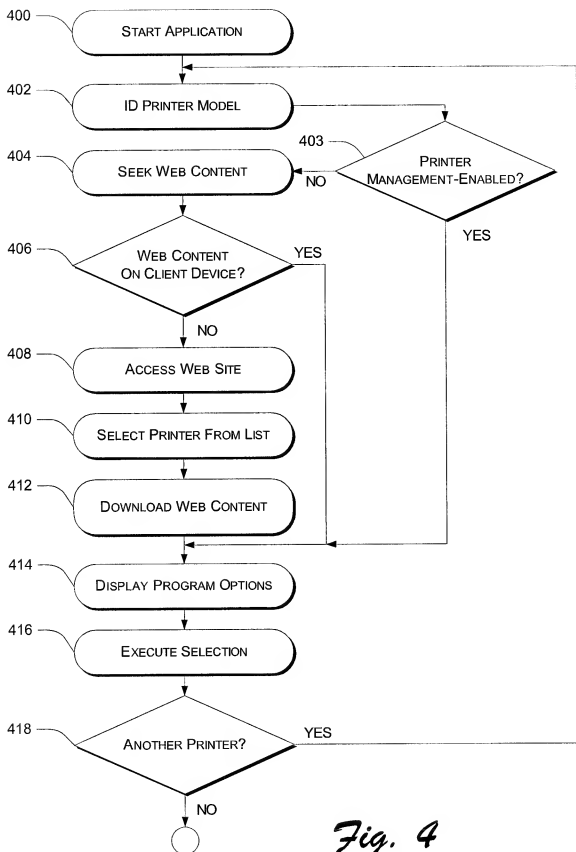 400
START APPLICATION
402
ID PRINTER MODEL
403
PRINTER
MANAGEMENT-ENABLED?
404
SEEK WEB CONTENT
NO
YES
406
WEB CONTENT
ON CLIENT DEVICE?
YES
NO
408
ACCESS WEB SITE
410
SELECT PRINTER FROM LIST
412
DOWNLOAD WEB CONTENT
414
DISPLAY PROGRAM OPTIONS
416
EXECUTE SELECTION
418
ANOTHER PRINTER?
YES
NO
Fig. 4